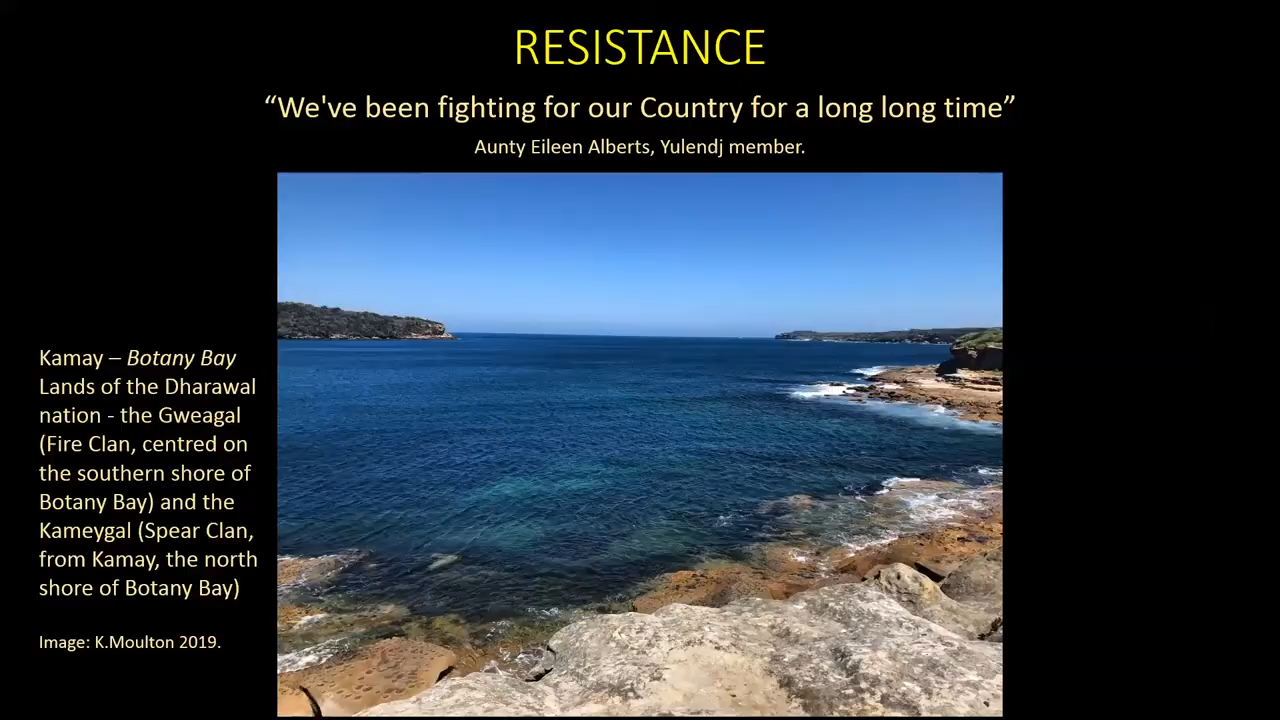 RESISTANCE
“We've been fighting for our Country for a long long time”
Aunty Eileen Alberts, Yulendj member.
Kamay – Botany Bay
Lands of the Dharawal
nation - the Gweagal
(Fire Clan, centred on
the southern shore of
Botany Bay) and the
Kameygal (Spear Clan,
from Kamay, the north
shore of Botany Bay)
Image: K.Moulton 2019.